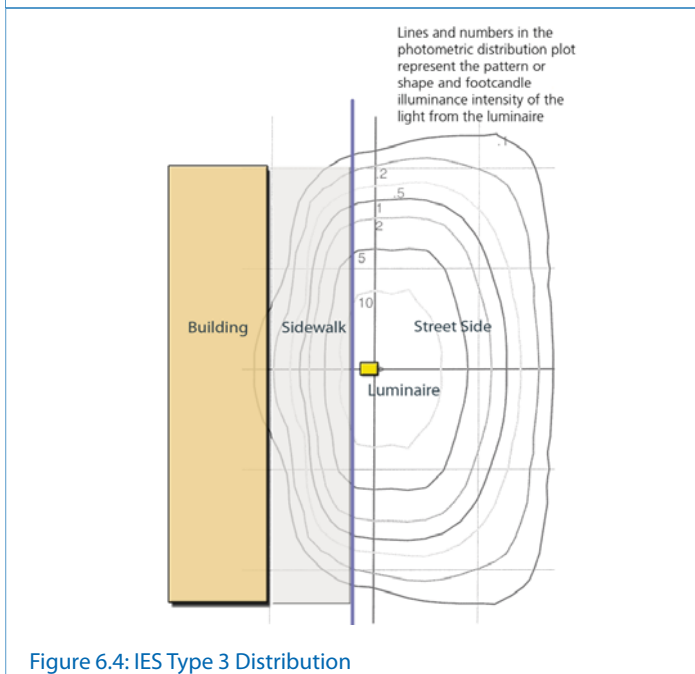 Lines and numbers in the
photometric distribution plot
represent the pattern or
shape and footcandle
illuminance intensity of the
light from the luminaire
.1
.2
.5
1
2
5
10
Building
Sidewalk
Street Side
Luminaire
Figure 6.4: IES Type 3 Distribution